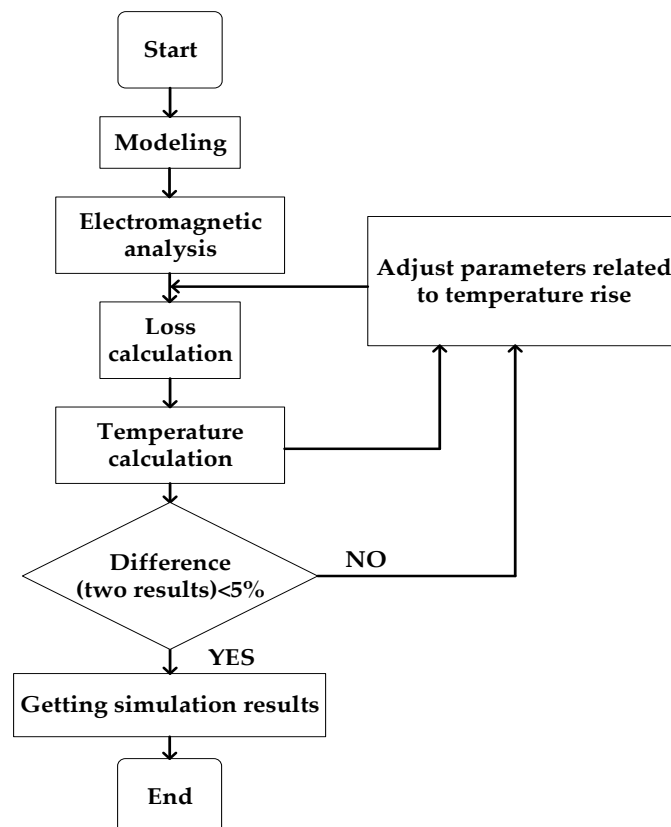 Start
Modeling
Electromagnetic
analysis
Adjust parameters related
to temperature rise
Loss
calculation
Temperature
calculation
Difference
(two results)<5%
NO
YES
Getting simulation results
End